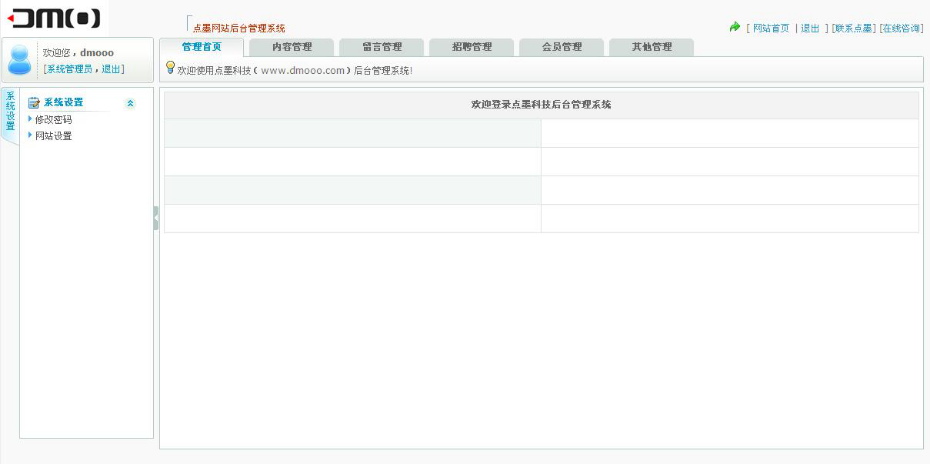 DMOO
点墨网站后台管理系统
[ 网站首页 | 退出 ] [联系点墨] [在线咨询]
欢迎您，dmooo
[系统管理员，退出]
管理首页 内容管理 留言管理 招聘管理 会员管理 其他管理
欢迎使用点墨科技( www.dmooo.com ) 后台管理系统!
系统设置
系统设置
修改密码
网站设置
欢迎登录点墨科技后台管理系统